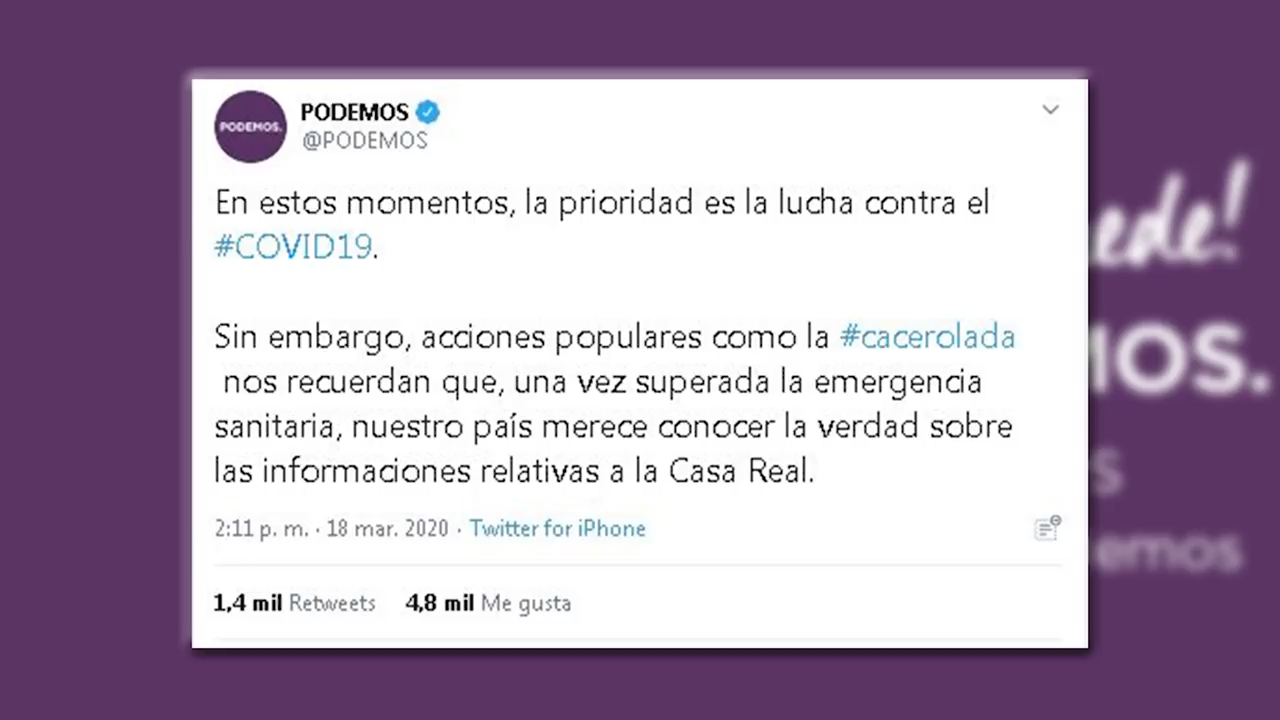 PODEMOS.
PODEMOS
@PODEMOS
En estos momentos, la prioridad es la lucha contra el
#COVID19.
Sin embargo, acciones populares como la #cacerolada
nos recuerdan que, una vez superada la emergencia
sanitaria, nuestro país merece conocer la verdad sobre
las informaciones relativas a la Casa Real.
2:11 p. m. · 18 mar. 2020 · Twitter for iPhone
1,4 mil Retweets 4,8 mil Me gusta
ede!
MOS.
s
emos